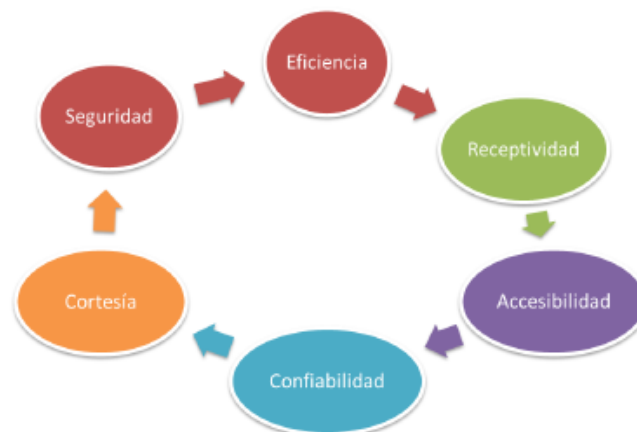 Eficiencia
Seguridad
Receptividad
Cortesía
Accesibilidad
Confiabilidad